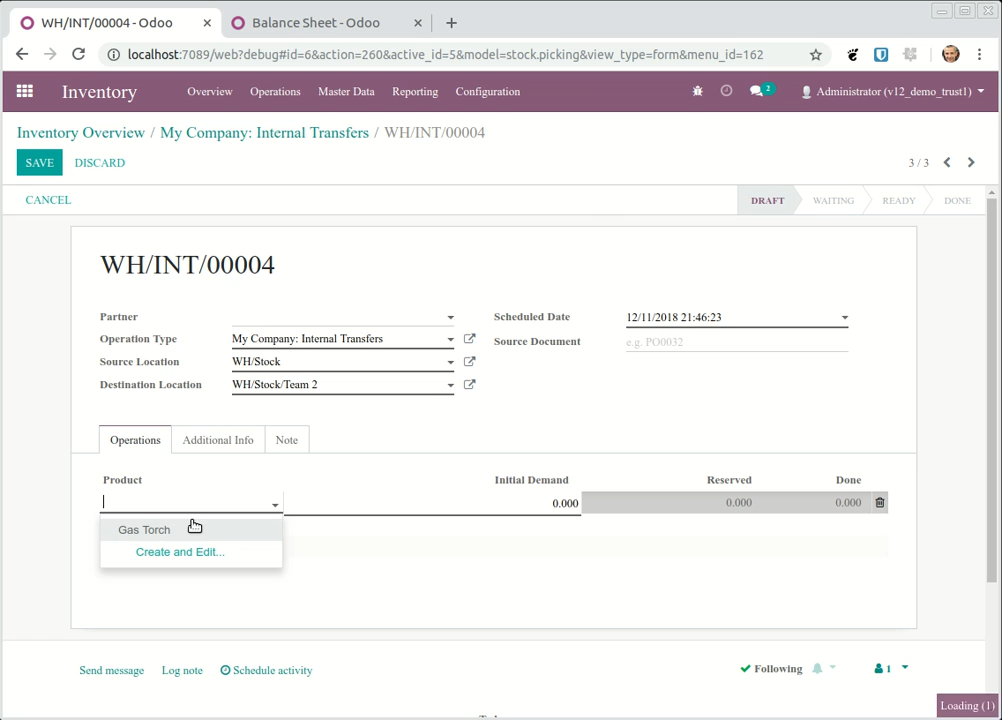 WH/INT/00004 - Odoo
Balance Sheet - Odoo
localhost:7089/web?debug#id=6&action=260&active_id=5&model=stock.picking&view_type=form&menu_id=162
Inventory Overview Operations Master Data Reporting Configuration 2 Administrator (v12_demo_trust1)
Inventory Overview / My Company: Internal Transfers / WH/INT/00004
SAVE DISCARD 3 / 3
CANCEL DRAFT WAITING READY DONE
WH/INT/00004
Partner Scheduled Date 12/11/2018 21:46:23
Operation Type My Company: Internal Transfers Source Document e.g. PO0032
Source Location WH/Stock
Destination Location WH/Stock/Team 2
Operations Additional Info Note
Product Initial Demand Reserved Done
0.000 0.000 0.000
Gas Torch
Create and Edit...
Send message Log note Schedule activity Following 1
Loading (1)